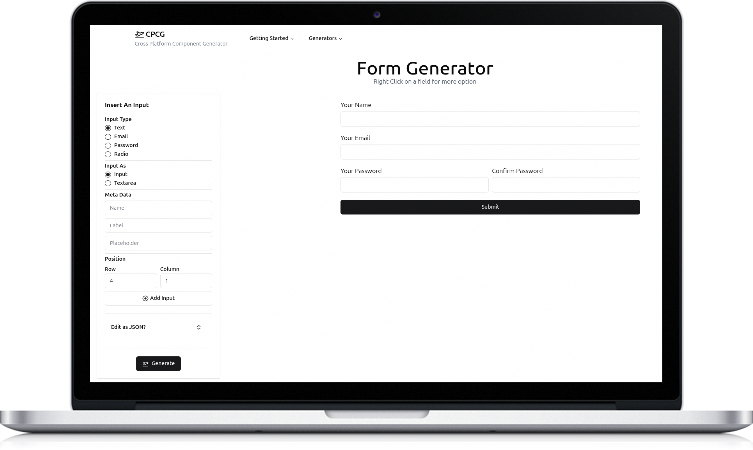 CPCG
Cross Platform Component Generator
Getting Started
Generators
Form Generator
Right Click on a field for more option
Insert An Input
Input Type
Text
Email
Password
Radio
Input As
Input
Textarea
Meta Data
Name
Label
Placeholder
Position
Row Column
4 1
Add Input
Edit as JSON?
Generate
Your Name
Your Email
Your Password Confirm Password
Submit